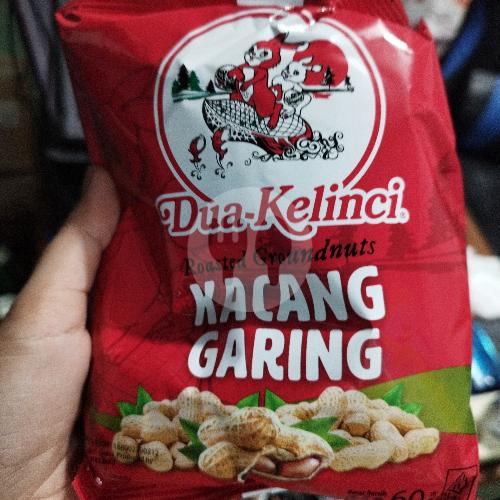 Dua Kelinci®
Roasted Groundnuts
KACANG
GARING